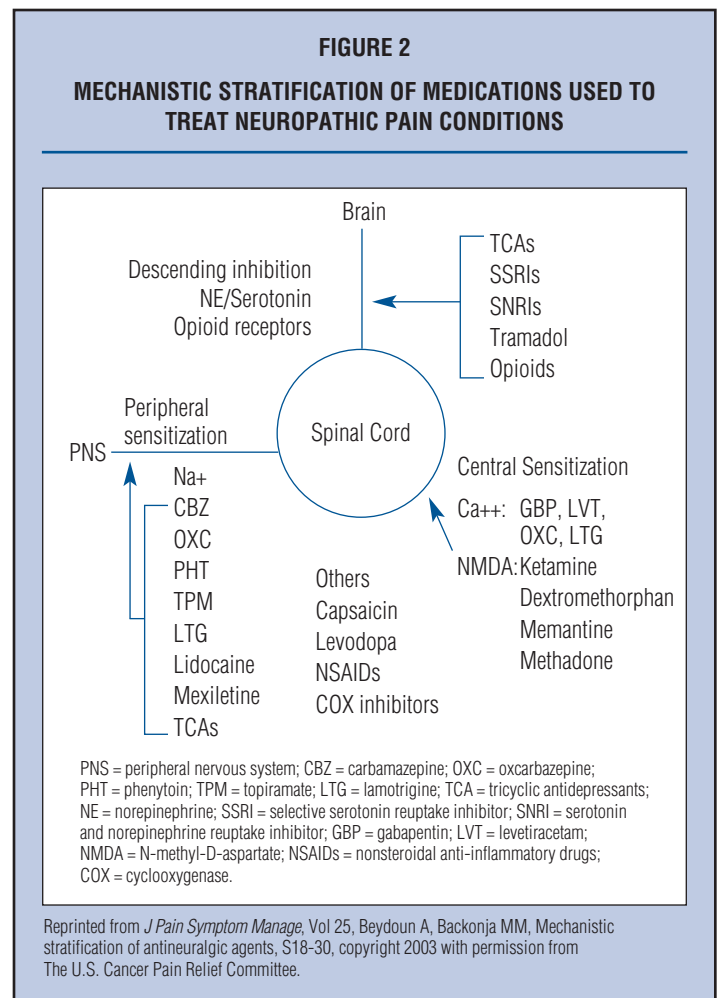 FIGURE 2
MECHANISTIC STRATIFICATION OF MEDICATIONS USED TO
TREAT NEUROPATHIC PAIN CONDITIONS
Brain
Descending inhibition
NE/Serotonin
Opioid receptors
TCAs
SSRIs
SNRIs
Tramadol
Opioids
Spinal Cord
Peripheral
sensitization
PNS
Na+
CBZ
OXC
PHT
TPM
LTG
Lidocaine
Mexiletine
TCAs
Others
Capsaicin
Levodopa
NSAIDs
COX inhibitors
Central Sensitization
Ca++: GBP, LVT,
OXC, LTG
NMDA: Ketamine
Dextromethorphan
Memantine
Methadone
PNS = peripheral nervous system; CBZ = carbamazepine; OXC = oxcarbazepine;
PHT = phenytoin; TPM = topiramate; LTG = lamotrigine; TCA = tricyclic antidepressants;
NE = norepinephrine; SSRI = selective serotonin reuptake inhibitor; SNRI = serotonin
and norepinephrine reuptake inhibitor; GBP = gabapentin; LVT = levetiracetam;
NMDA = N-methyl-D-aspartate; NSAIDs = nonsteroidal anti-inflammatory drugs;
COX = cyclooxygenase.
Reprinted from J Pain Symptom Manage, Vol 25, Beydoun A, Backonja MM, Mechanistic
stratification of antineuralgic agents, S18-30, copyright 2003 with permission from
The U.S. Cancer Pain Relief Committee.